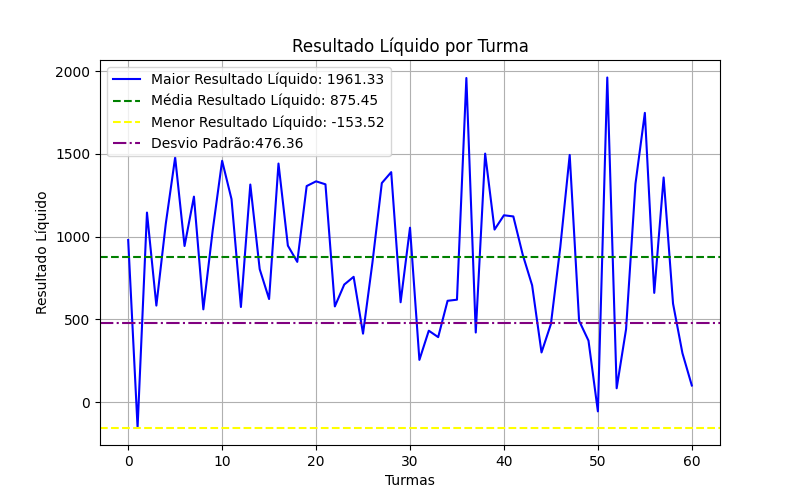 Resultado Líquido por Turma
Maior Resultado Líquido: 1961.33
Média Resultado Líquido: 875.45
Menor Resultado Líquido: -153.52
Desvio Padrão:476.36
2000
1500
1000
500
0
Resultado Líquido
0 10 20 30 40 50 60
Turmas